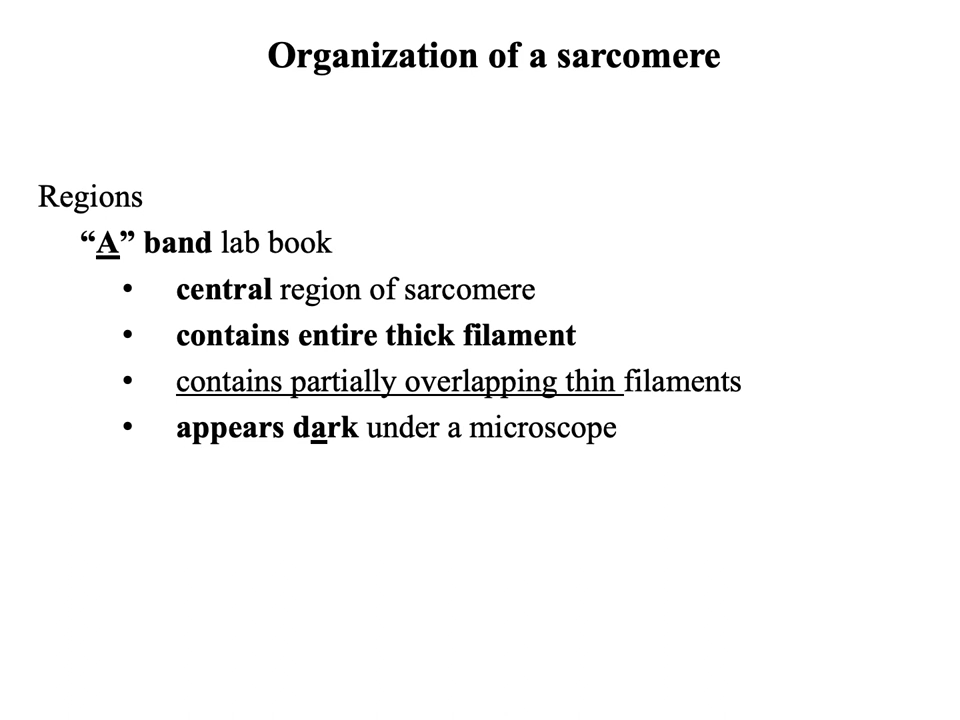 Organization of a sarcomere
Regions
“A” band lab book
• central region of sarcomere
• contains entire thick filament
• contains partially overlapping thin filaments
• appears dark under a microscope